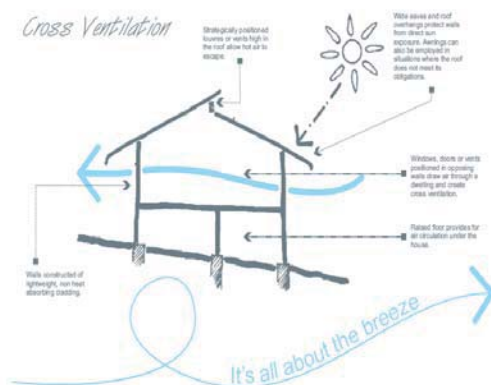 Cross Ventilation
Strategically positioned
louvres or vents high in
the roof allow hot air to
escape.
Wide eaves and roof
overhangs protect walls
from direct sun
exposure. Awnings can
also be employed in
situations where the roof
does not meet its
obligations.
Windows, doors or vents
positioned in opposing
walls draw air through a
dwelling and create
cross ventilation.
Raised floor provides for
air circulation under the
house.
Walls constructed of
lightweight, non heat
absorbing cladding.
It's all about the breeze